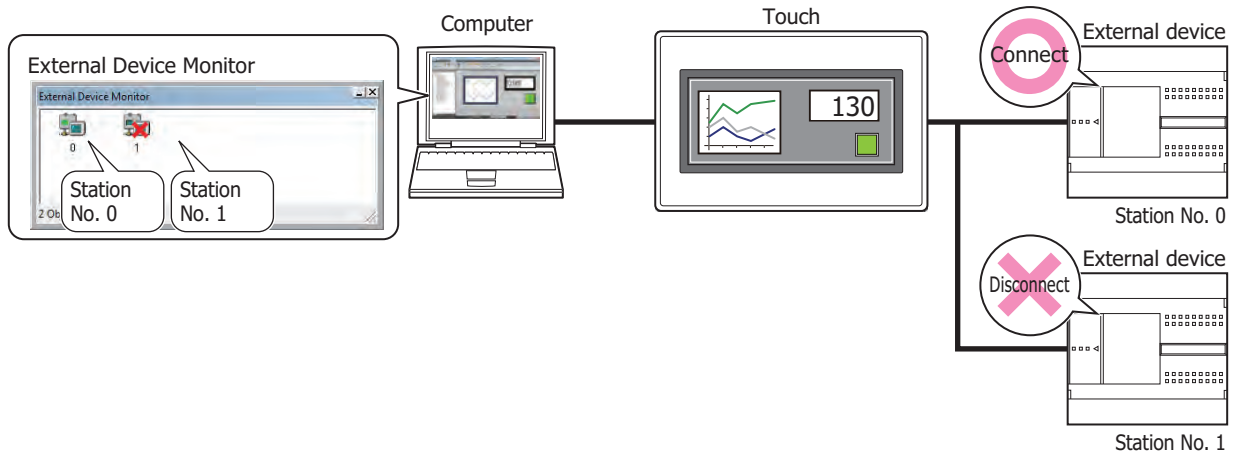 Computer
Touch
External device
Connect
External Device Monitor
External Device Monitor
130
0
1
Station
No. 0
Station
No. 1
2 Ob
Station No. 0
External device
Disconnect
Station No. 1